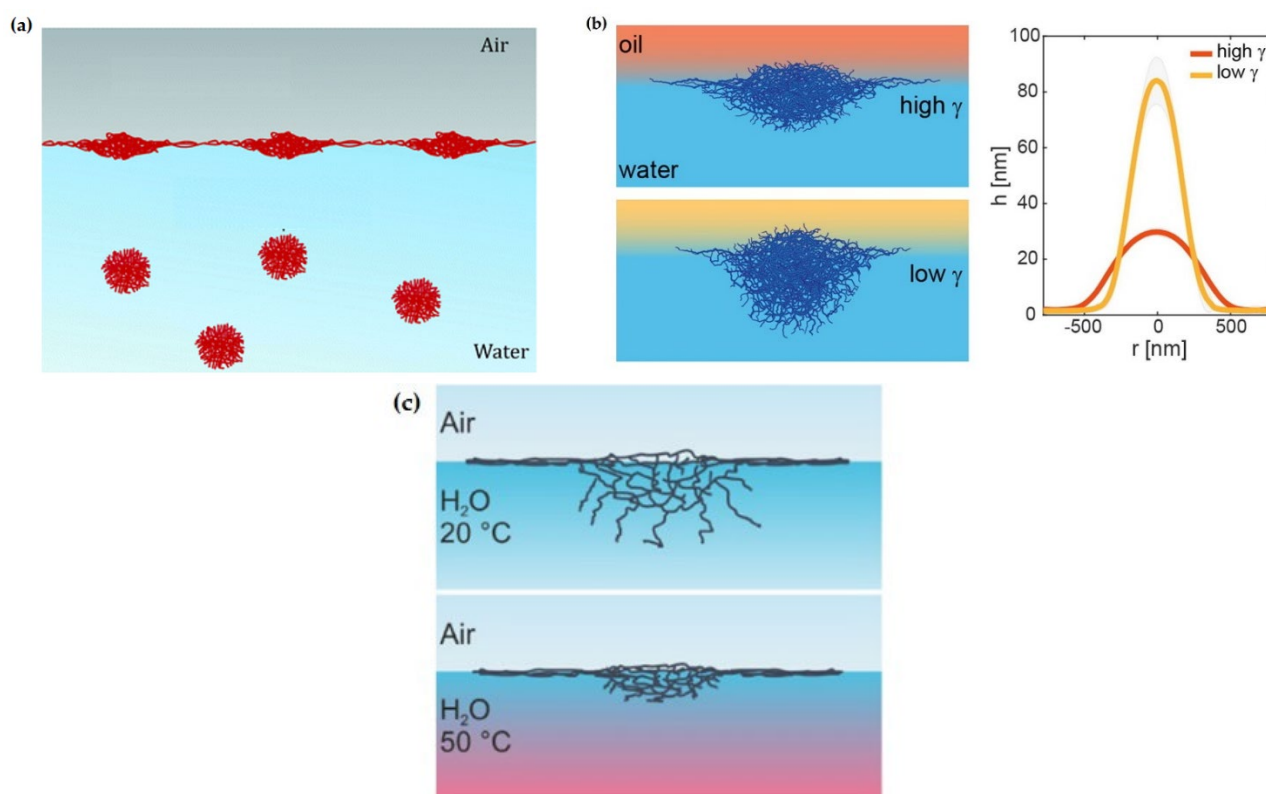 (a)
Air
Water
(b)
oil
high γ
water
low γ
100
80
60
40
20
0
h [nm]
high γ
low γ
-500
0
500
r [nm]
(c)
Air
H₂O
20 °C
Air
H₂O
50 °C